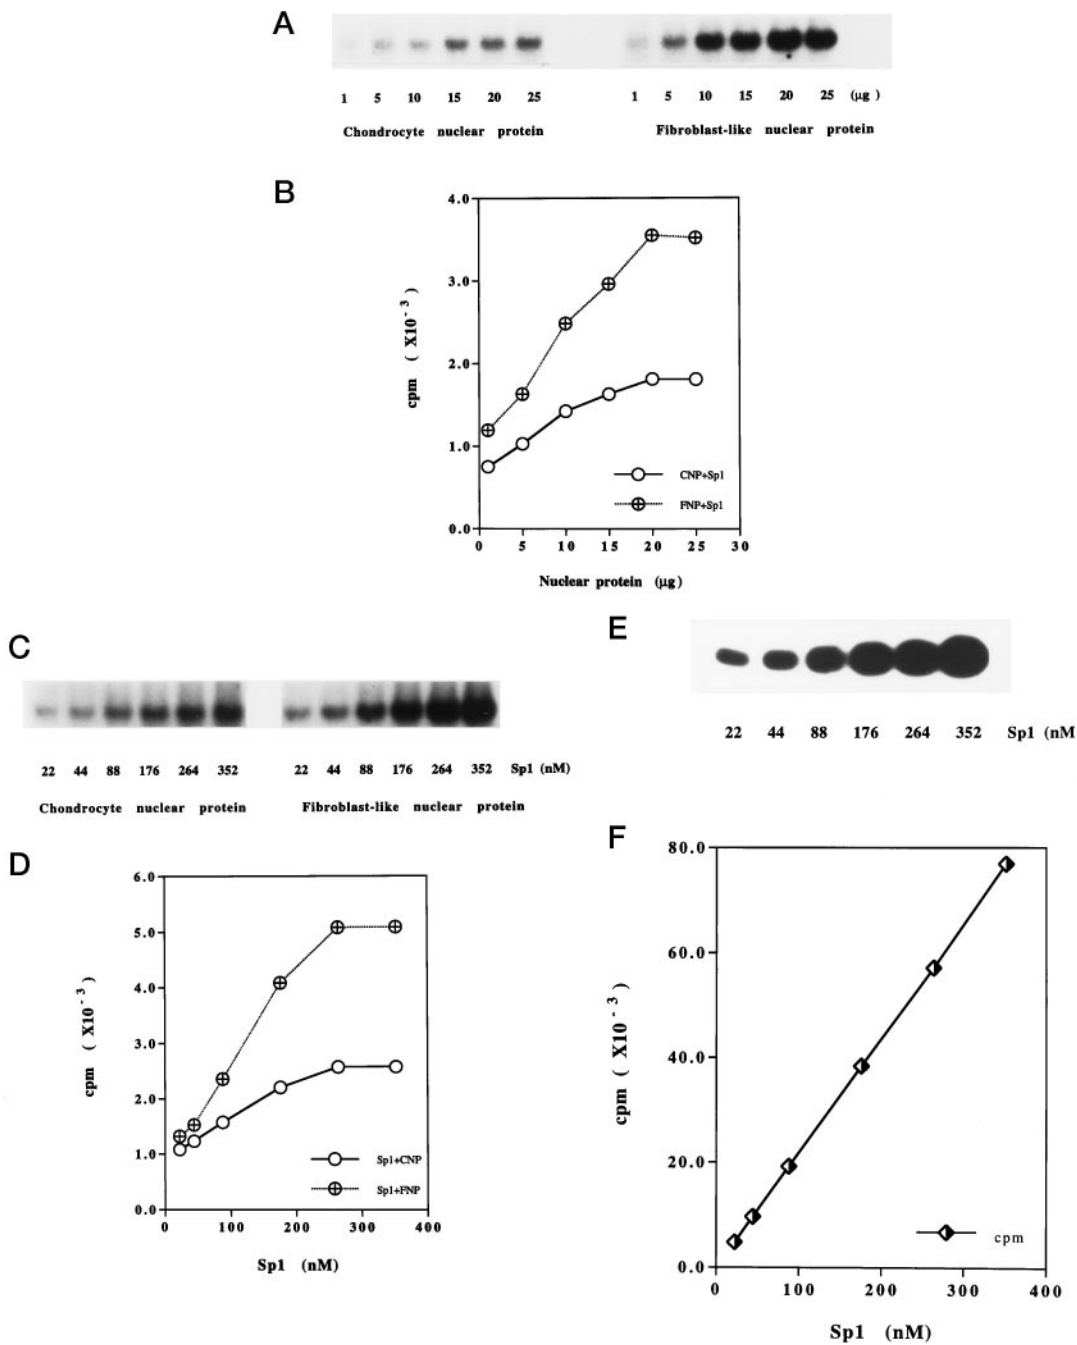 A
1 5 10 15 20 25 1 5 10 15 20 25 (μg )
Chondrocyte nuclear protein Fibroblast-like nuclear protein
B
4.0
3.0
2.0
1.0
0.0
cpm ( X10⁻³ )
CNP+Sp1
FNP+Sp1
0 5 10 15 20 25 30
Nuclear protein (μg)
C
22 44 88 176 264 352 22 44 88 176 264 352 Sp1 (nM)
Chondrocyte nuclear protein Fibroblast-like nuclear protein
D
6.0
5.0
4.0
3.0
2.0
1.0
0.0
cpm ( X10⁻³ )
Sp1+CNP
Sp1+FNP
0 100 200 300 400
Sp1 (nM)
E
22 44 88 176 264 352 Sp1 (nM
F
80.0
60.0
40.0
20.0
0.0
cpm ( X10⁻³ )
cpm
0 100 200 300 400
Sp1 (nM)